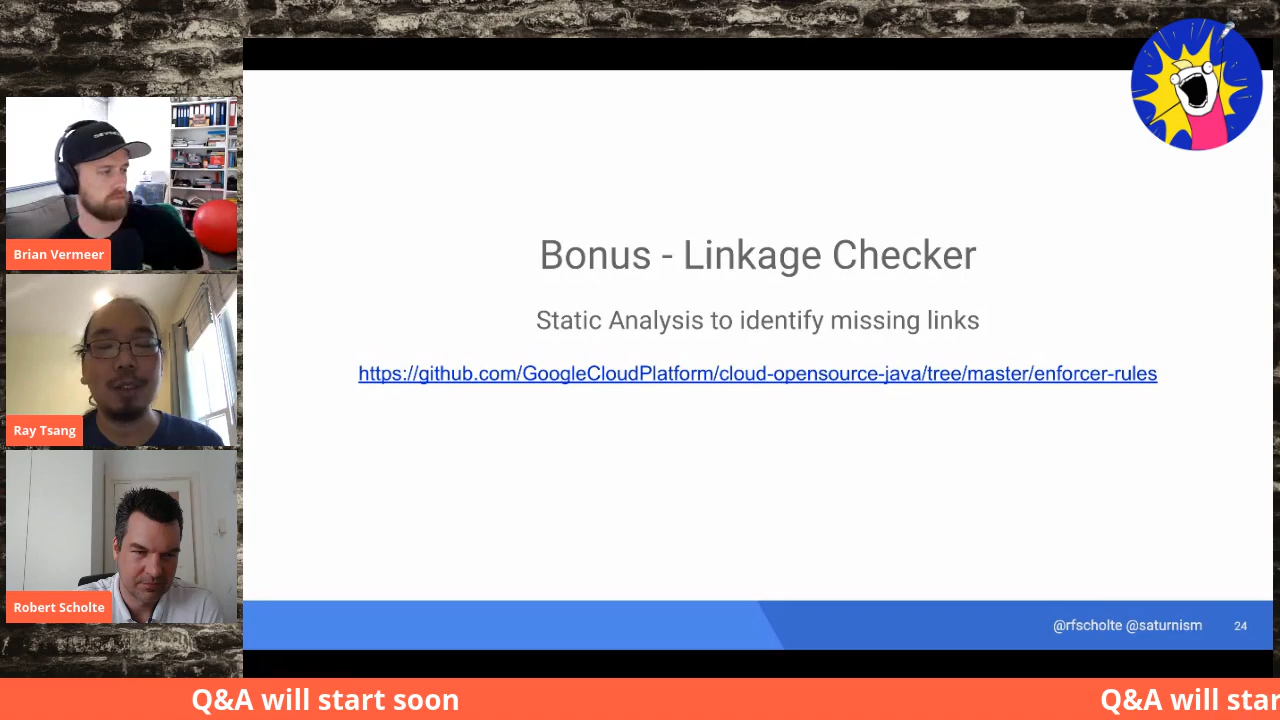 Brian Vermeer
Ray Tsang
Robert Scholte
Bonus - Linkage Checker
Static Analysis to identify missing links
https://github.com/GoogleCloudPlatform/cloud-opensource-java/tree/master/enforcer-rules
@rfscholte @saturnism 24
Q&A will start soon Q&A will star